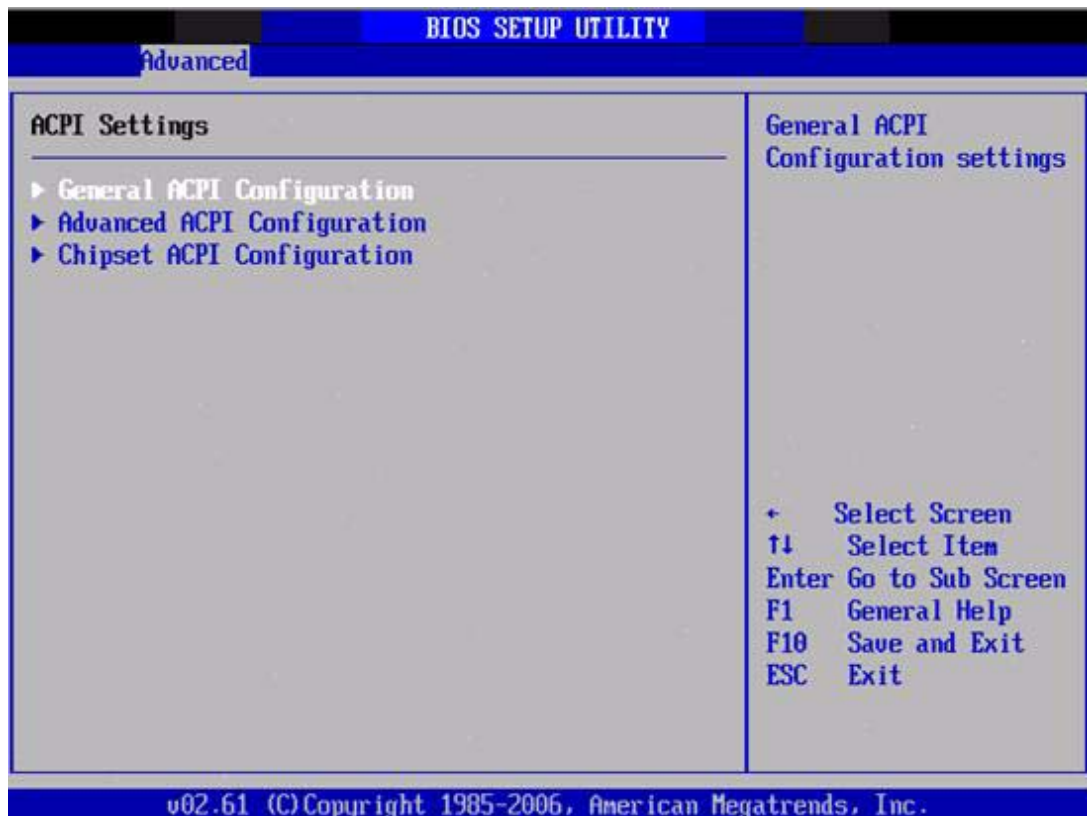 BIOS SETUP UTILITY
Advanced
ACPI Settings
General ACPI Configuration
Advanced ACPI Configuration
Chipset ACPI Configuration
General ACPI
Configuration settings
← Select Screen
↑↓ Select Item
Enter Go to Sub Screen
F1 General Help
F10 Save and Exit
ESC Exit
v02.61 (C)Copyright 1985-2006, American Megatrends, Inc.